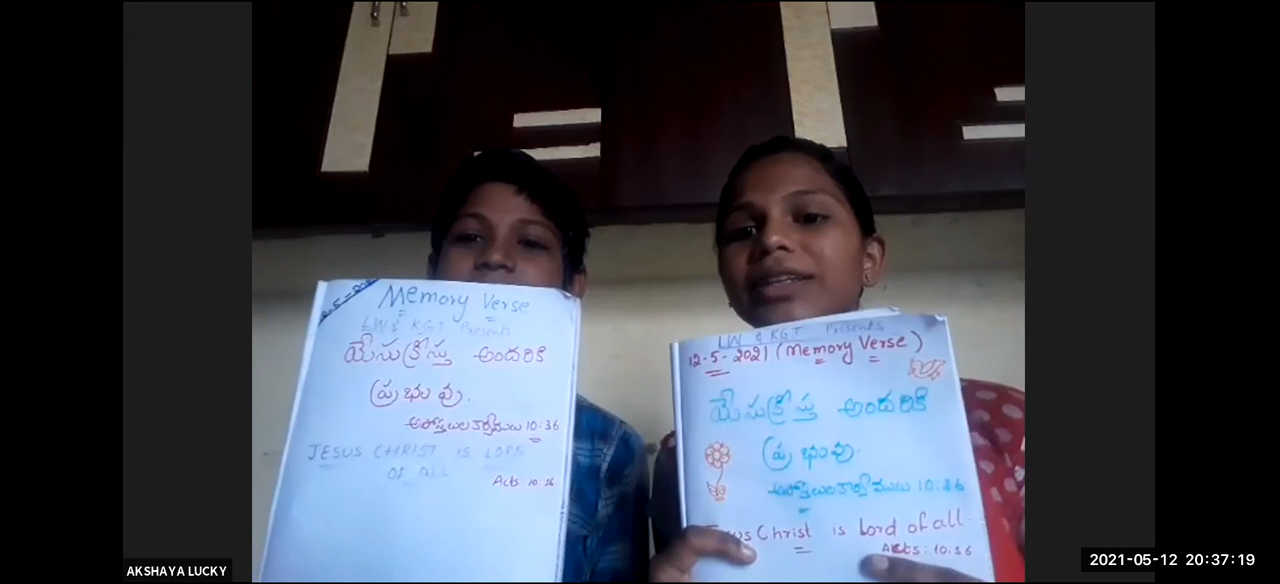 Memory Verse
LW & KGT Presents
యేసుక్రీస్తు అందరికి
ప్రభువు.
అపోస్తలుల కార్యములు 10:36
JESUS CHRIST IS LORD
OF ALL
Acts: 10:36
LW & KGT Presents
12-5-2021 (Memory Verse)
యేసుక్రీస్తు అందరికి
ప్రభువు.
అపోస్తలుల కార్యములు 10:36
Christ is Lord of all.
Acts: 10:36
AKSHAYA LUCKY
2021-05-12 20:37:19